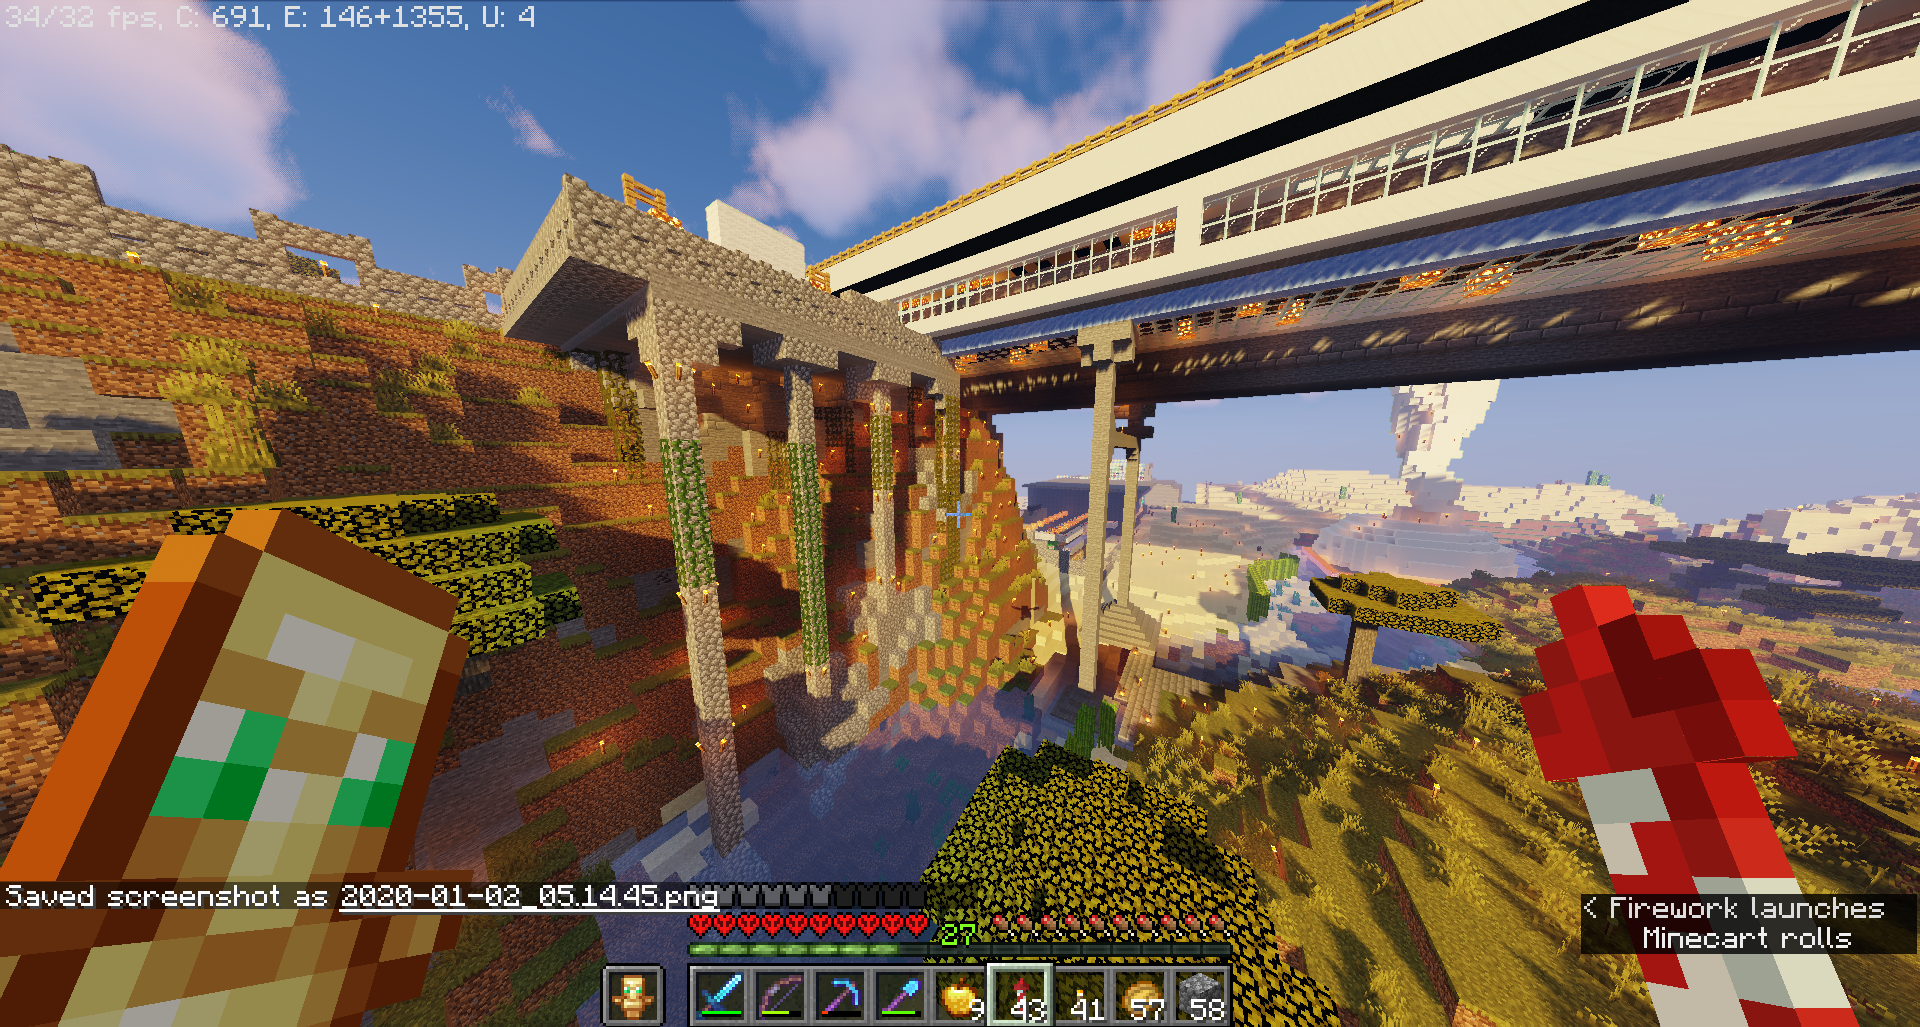 34/32 fps, C: 691, E: 146+1355, U: 4
Saved screenshot as 2020-01-02_05.14.45.png
< Firework launches
Minecart rolls
27
9 43 41 57 58